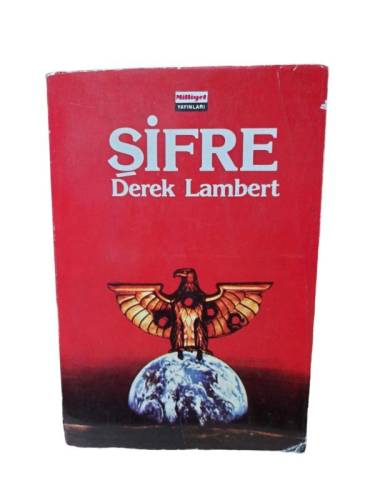 Milliyet
YAYINLARI
ŞİFRE
Derek Lambert